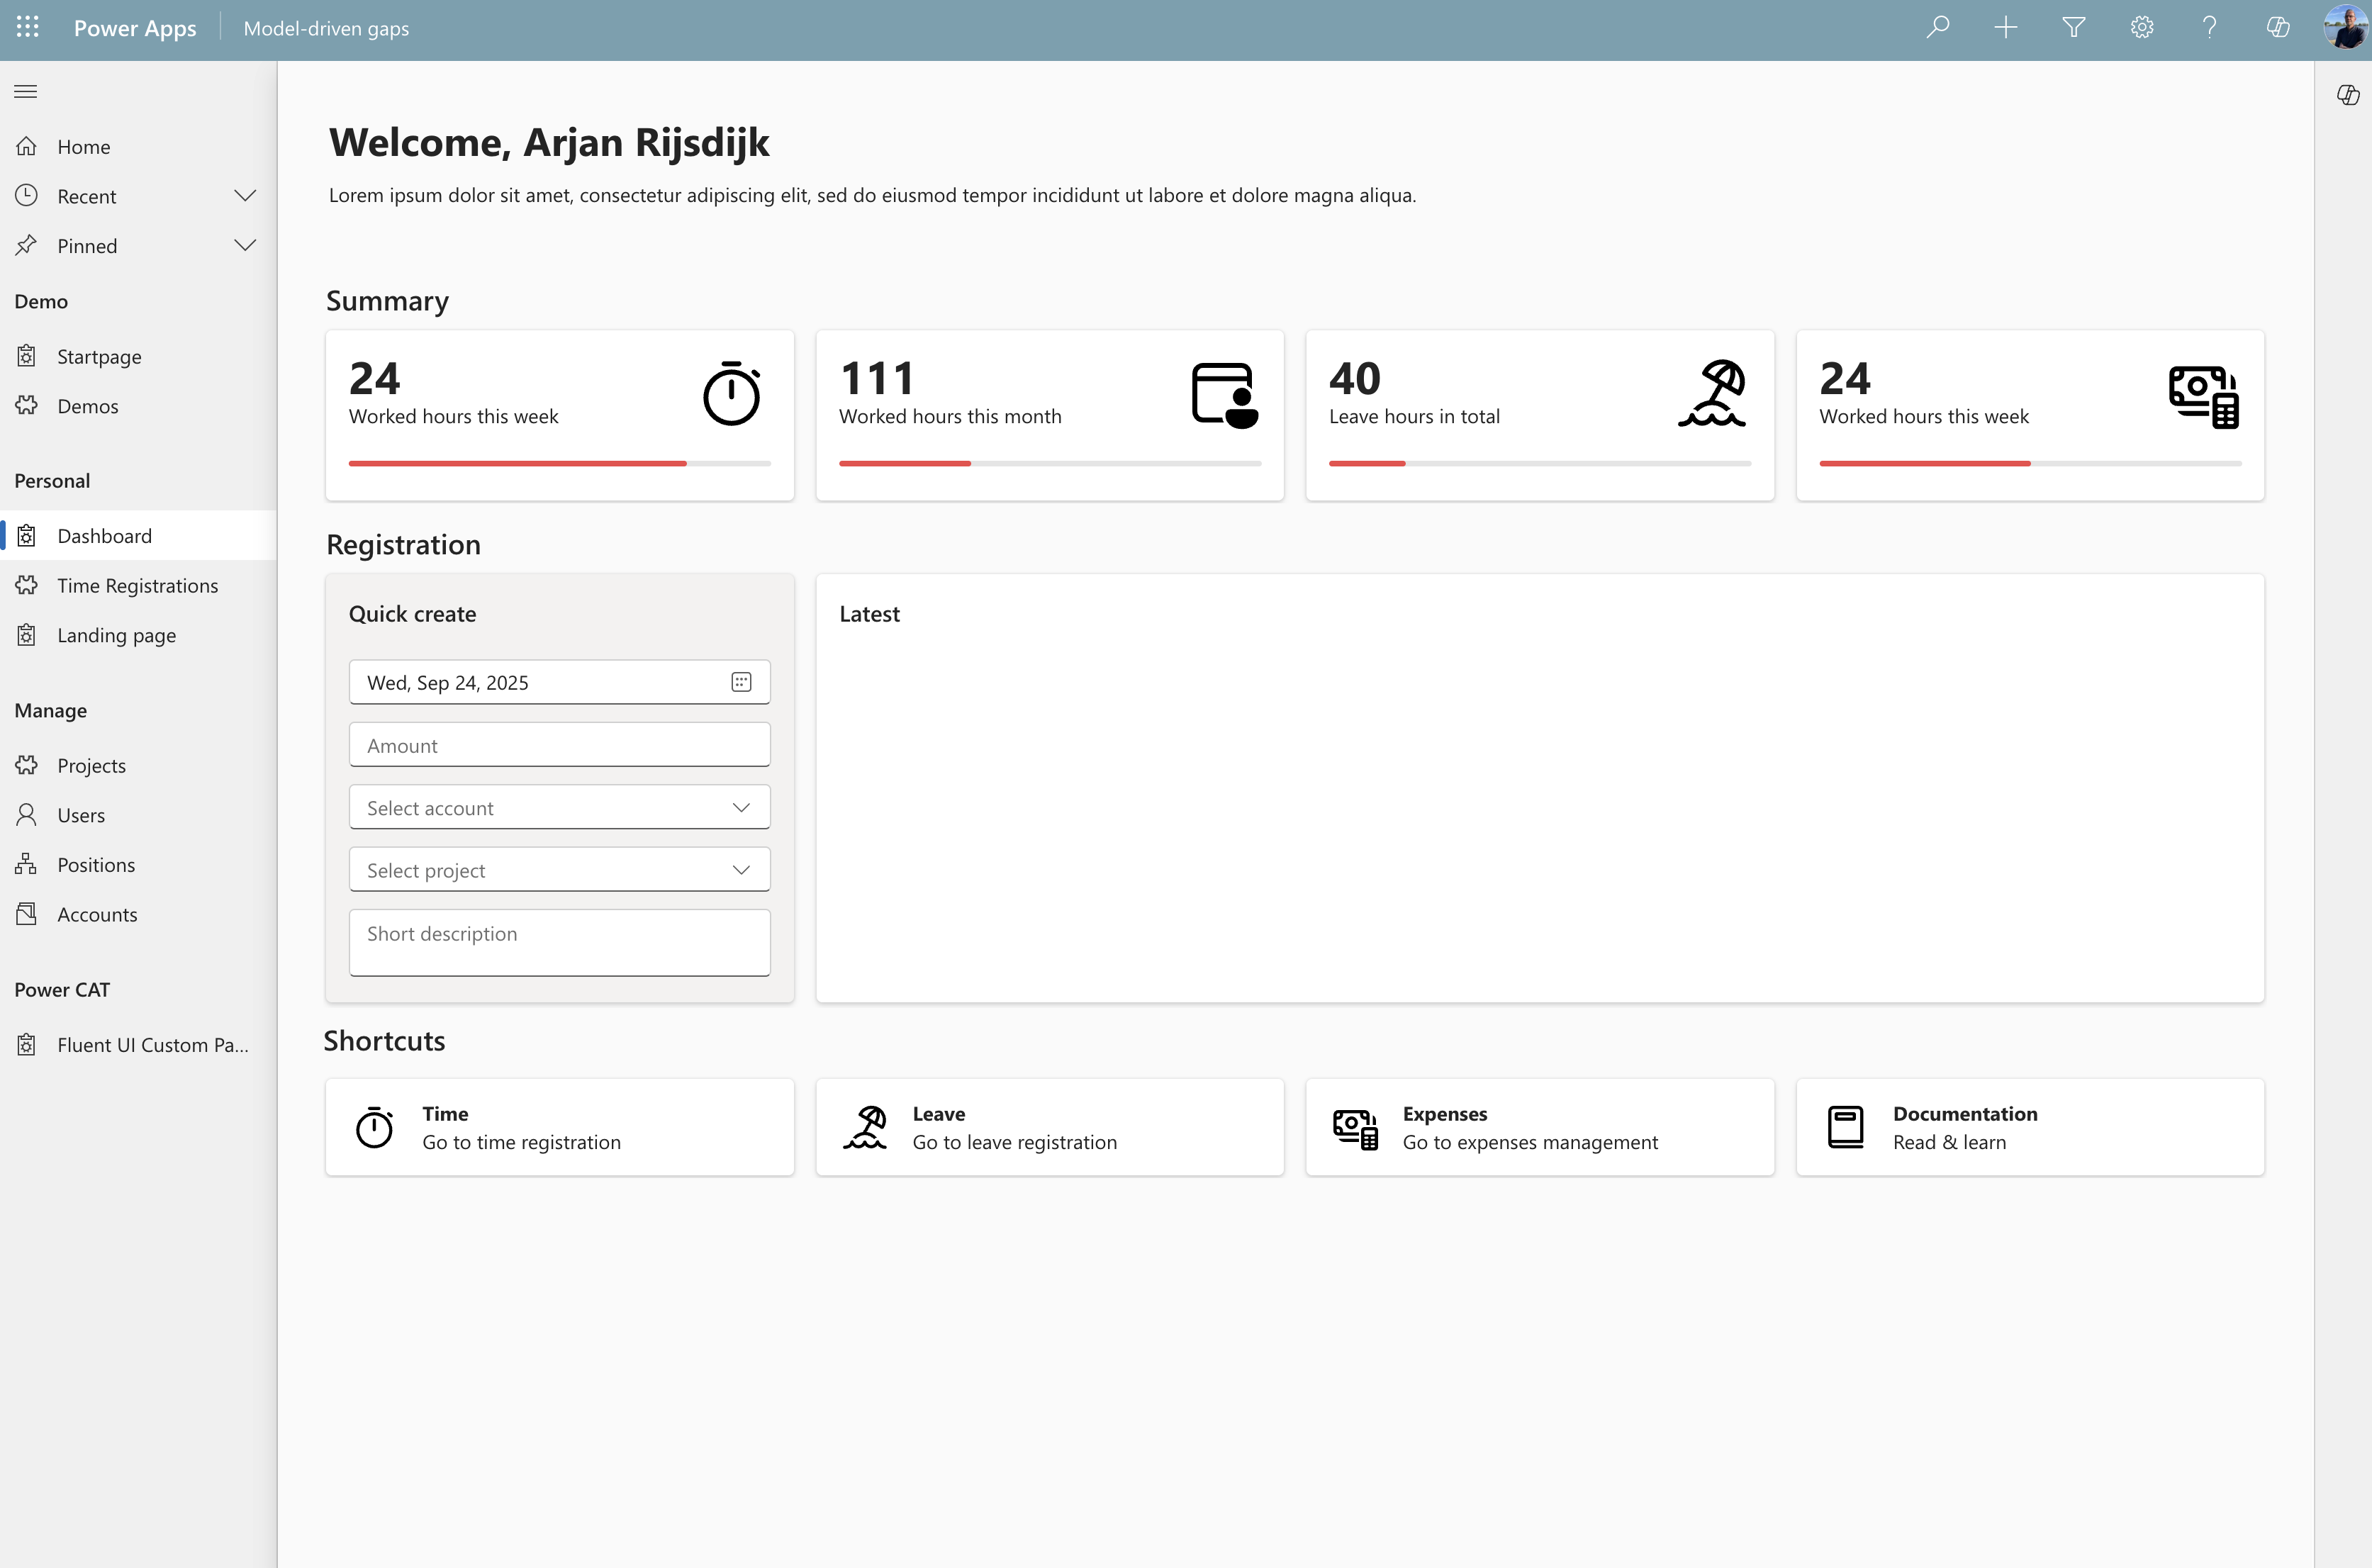 Power Apps
Model-driven gaps
Home
Recent
Pinned
Demo
Startpage
Demos
Personal
Dashboard
Time Registrations
Landing page
Manage
Projects
Users
Positions
Accounts
Power CAT
Fluent UI Custom Pa...
Welcome, Arjan Rijsdijk
Lorem ipsum dolor sit amet, consectetur adipiscing elit, sed do eiusmod tempor incididunt ut labore et dolore magna aliqua.
Summary
24
Worked hours this week
111
Worked hours this month
40
Leave hours in total
24
Worked hours this week
Registration
Quick create
Wed, Sep 24, 2025
Amount
Select account
Select project
Short description
Latest
Shortcuts
Time
Go to time registration
Leave
Go to leave registration
Expenses
Go to expenses management
Documentation
Read & learn